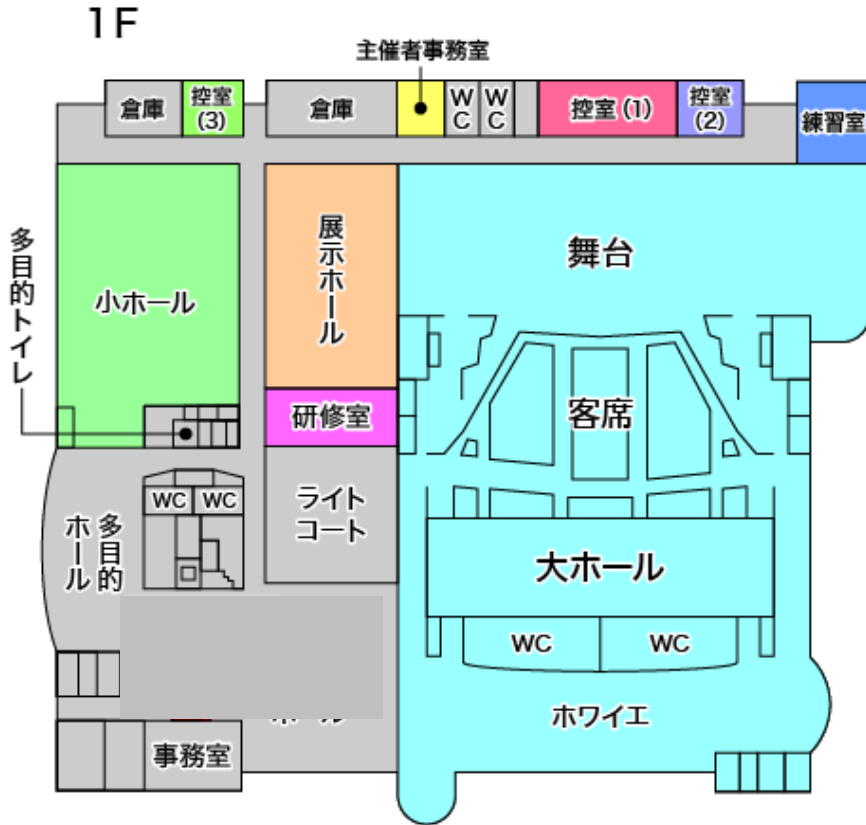 1F
主催者事務室
倉庫
控室
(3)
倉庫
WC
WC
控室(1)
控室
(2)
練習室
多目的トイレ
小ホール
展示ホール
舞台
研修室
客席
WC
WC
ライト
コート
多目的
ホール
大ホール
WC
WC
ホワイエ
事務室